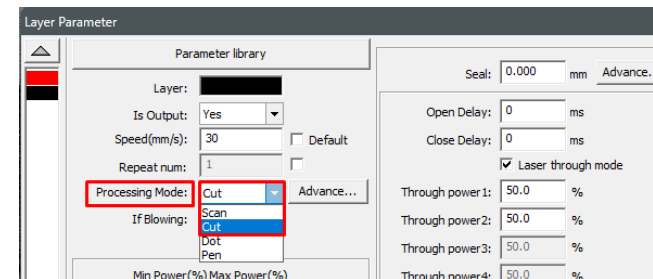 Layer Parameter
Parameter library
Layer:
Is Output: Yes
Speed(mm/s): 30 Default
Repeat num: 1
Processing Mode: Cut Advance...
Scan
Cut
Dot
Pen
If Blowing:
Min Power(%) Max Power(%)
Seal: 0.000 mm Advance.
Open Delay: 0 ms
Close Delay: 0 ms
Laser through mode
Through power1: 50.0 %
Through power2: 50.0 %
Through power3: 50.0 %
Through power4: 50.0 %